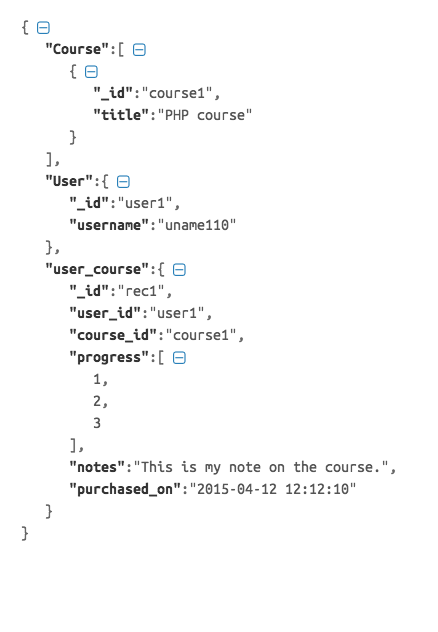 {
"Course":[
{
"_id":"course1",
"title":"PHP course"
}
],
"User":{
"_id":"user1",
"username":"uname110"
},
"user_course":{
"_id":"rec1",
"user_id":"user1",
"course_id":"course1",
"progress":[
1,
2,
3
],
"notes":"This is my note on the course.",
"purchased_on":"2015-04-12 12:12:10"
}
}